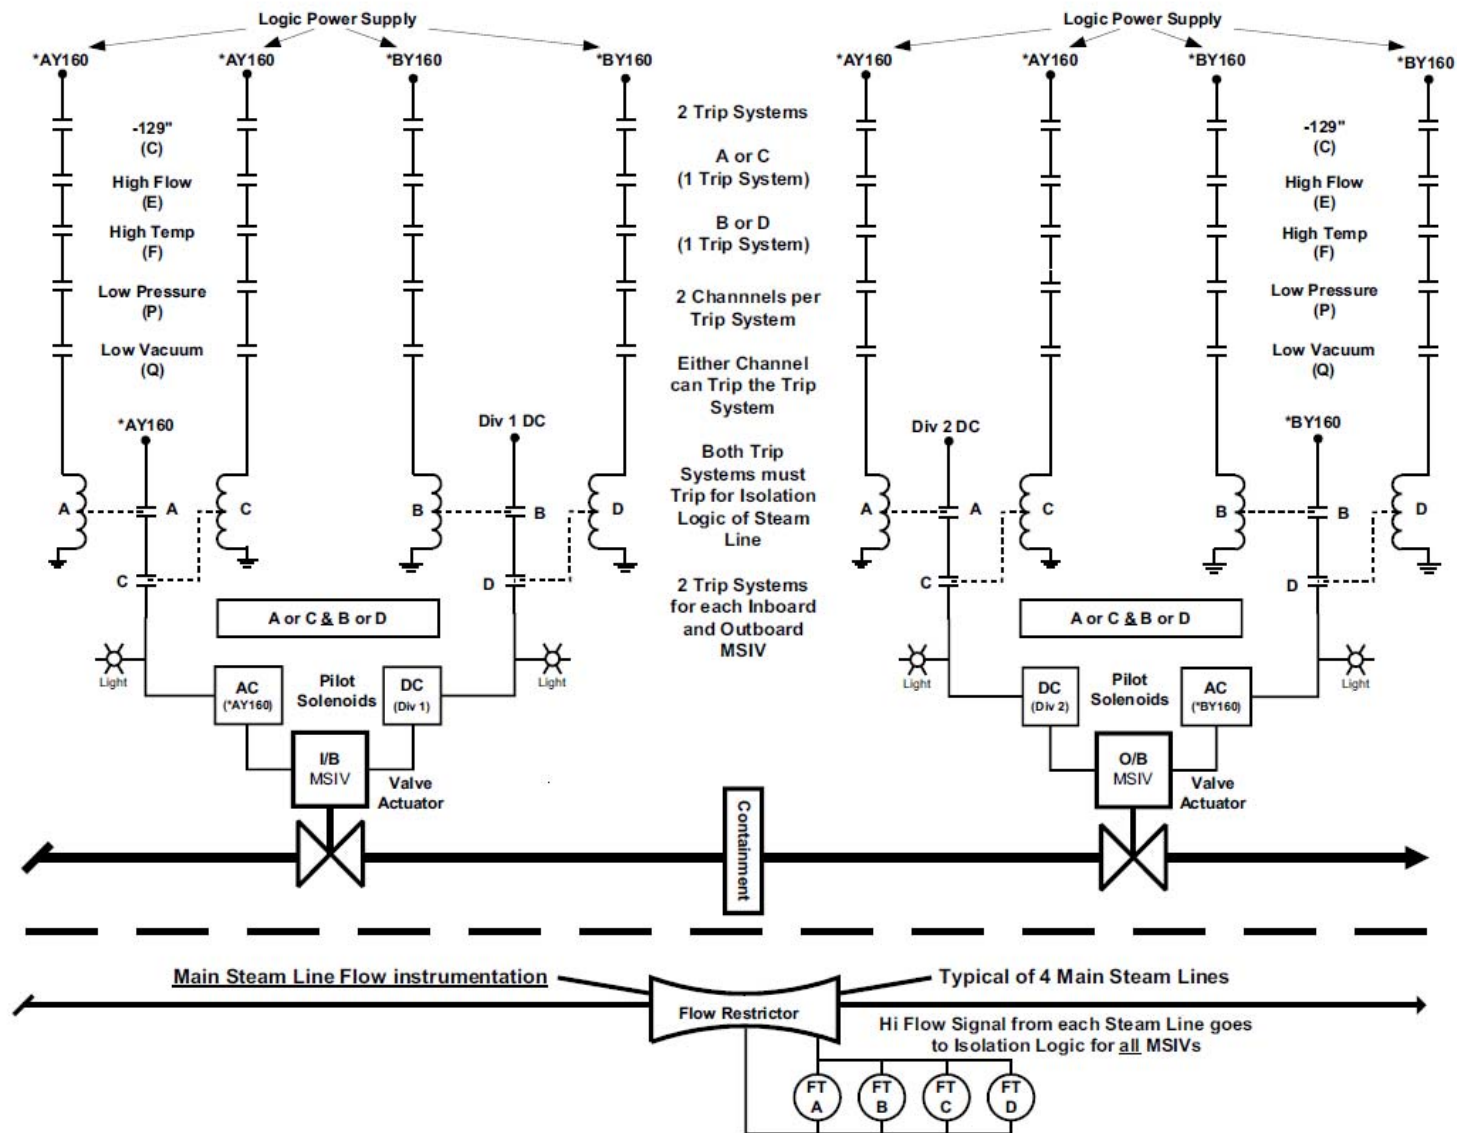 Logic Power Supply
*AY160
*AY160
*BY160
*BY160
-129"
(C)
High Flow
(E)
High Temp
(F)
Low Pressure
(P)
Low Vacuum
(Q)
*AY160
Div 1 DC
A
A
C
B
B
D
C
D
A or C & B or D
Light
Light
AC
(*AY160)
Pilot
Solenoids
DC
(Div 1)
I/B
MSIV
Valve
Actuator
2 Trip Systems
A or C
(1 Trip System)
B or D
(1 Trip System)
2 Channnels per
Trip System
Either Channel
can Trip the Trip
System
Both Trip
Systems must
Trip for Isolation
Logic of Steam
Line
2 Trip Systems
for each Inboard
and Outboard
MSIV
Logic Power Supply
*AY160
*AY160
*BY160
*BY160
-129"
(C)
High Flow
(E)
High Temp
(F)
Low Pressure
(P)
Low Vacuum
(Q)
Div 2 DC
*BY160
A
A
C
B
B
D
C
D
A or C & B or D
Light
Light
DC
(Div 2)
Pilot
Solenoids
AC
(*BY160)
O/B
MSIV
Valve
Actuator
Containment
Main Steam Line Flow instrumentation
Typical of 4 Main Steam Lines
Flow Restrictor
Hi Flow Signal from each Steam Line goes
to Isolation Logic for all MSIVs
FT
A
FT
B
FT
C
FT
D